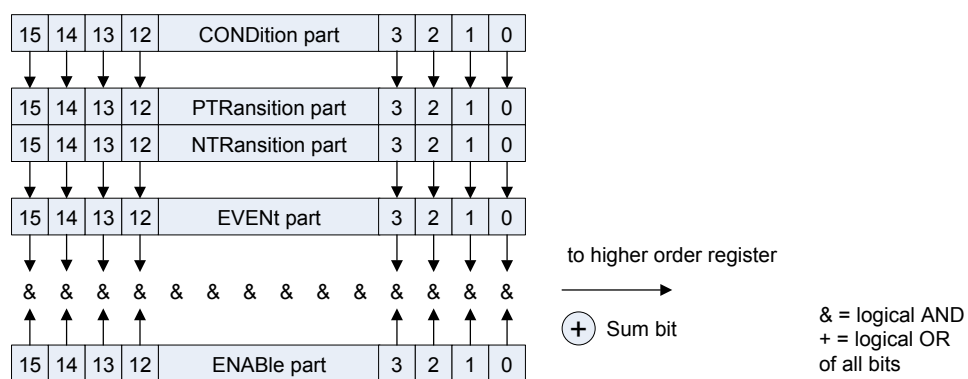 15 14 13 12 CONDition part 3 2 1 0
15 14 13 12 PTRansition part 3 2 1 0
15 14 13 12 NTRansition part 3 2 1 0
15 14 13 12 EVENt part 3 2 1 0
to higher order register
& & & & & & & & & & & & & &
+ Sum bit
& = logical AND
+ = logical OR
of all bits
15 14 13 12 ENABle part 3 2 1 0